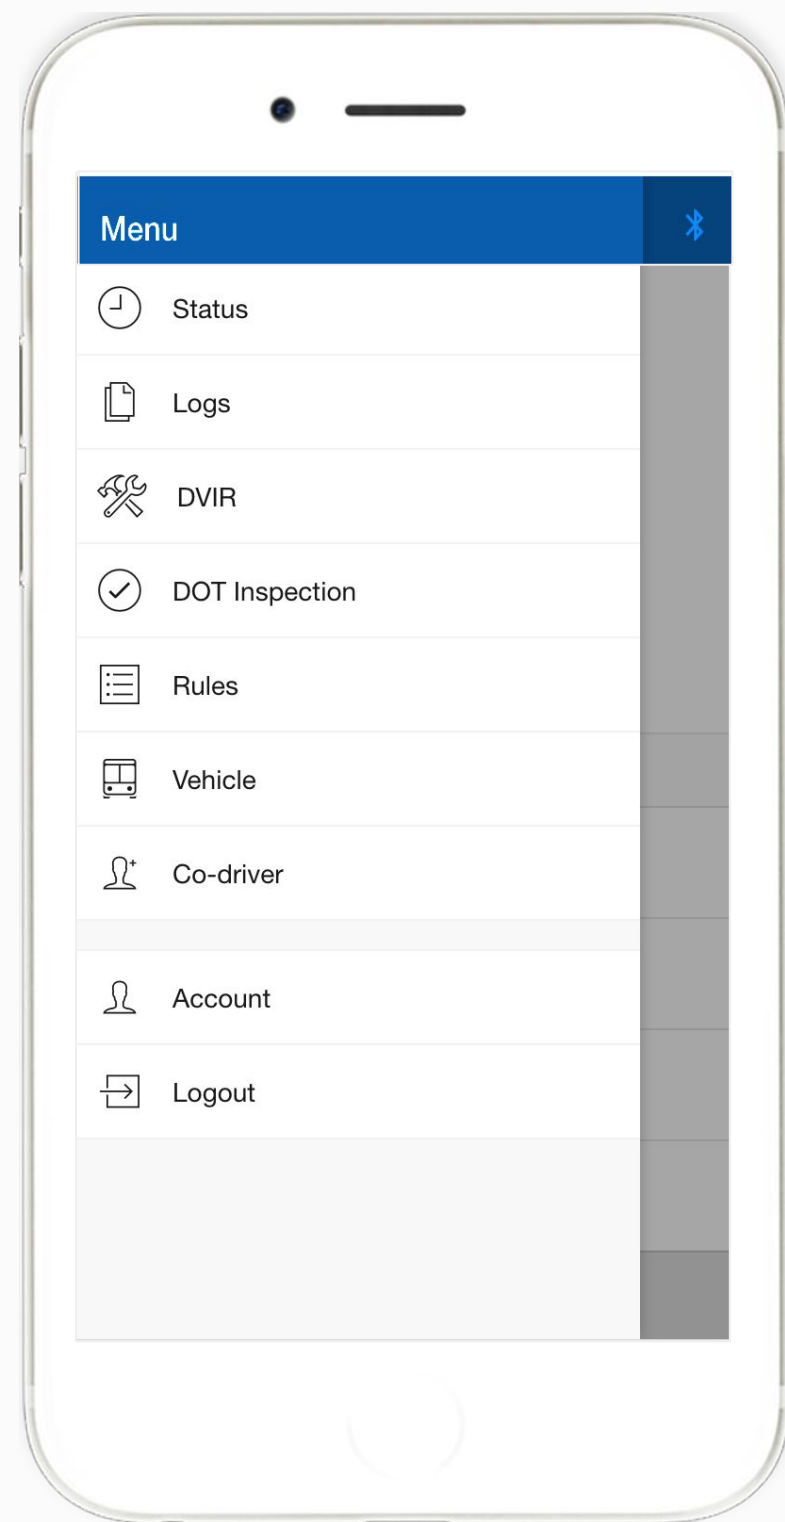 Menu
Status
Logs
DVIR
DOT Inspection
Rules
Vehicle
Co-driver
Account
Logout